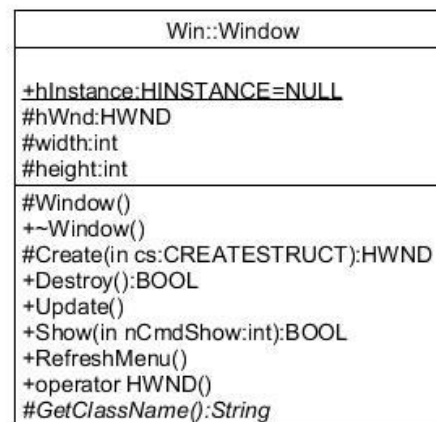 Win::Window
+hInstance:HINSTANCE=NULL
#hWnd:HWND
#width:int
#height:int
#Window()
+~Window()
#Create(in cs:CREATESTRUCT):HWND
+Destroy():BOOL
+Update()
+Show(in nCmdShow:int):BOOL
+RefreshMenu()
+operator HWND()
#GetClassName():String